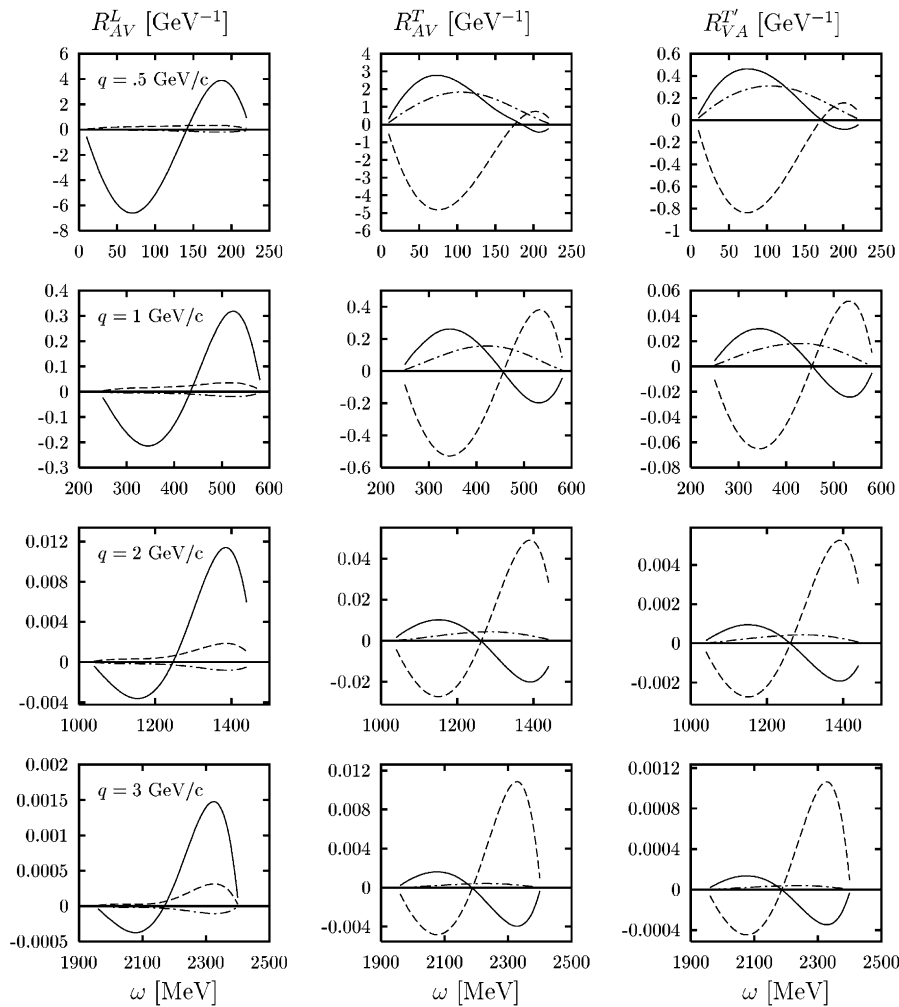 R_{AV}^{L} [GeV^{-1}] R_{AV}^{T} [GeV^{-1}] R_{VA}^{T'} [GeV^{-1}]
q = .5 GeV/c
6 4 2 0 -2 -4 -6 -8
0 50 100 150 200 250
4 3 2 1 0 -1 -2 -3 -4 -5 -6
0 50 100 150 200 250
0.6 0.4 0.2 0 -0.2 -0.4 -0.6 -0.8 -1
0 50 100 150 200 250
q = 1 GeV/c
0.4 0.3 0.2 0.1 0 -0.1 -0.2 -0.3
200 300 400 500 600
0.4 0.2 0 -0.2 -0.4 -0.6
200 300 400 500 600
0.06 0.04 0.02 0 -0.02 -0.04 -0.06 -0.08
200 300 400 500 600
q = 2 GeV/c
0.012 0.008 0.004 0 -0.004
1000 1200 1400
0.04 0.02 0 -0.02
1000 1200 1400
0.004 0.002 0 -0.002
1000 1200 1400
q = 3 GeV/c
0.002 0.0015 0.001 0.0005 0 -0.0005
1900 2100 2300 2500
0.012 0.008 0.004 0 -0.004
1900 2100 2300 2500
0.0012 0.0008 0.0004 0 -0.0004
1900 2100 2300 2500
ω [MeV] ω [MeV] ω [MeV]